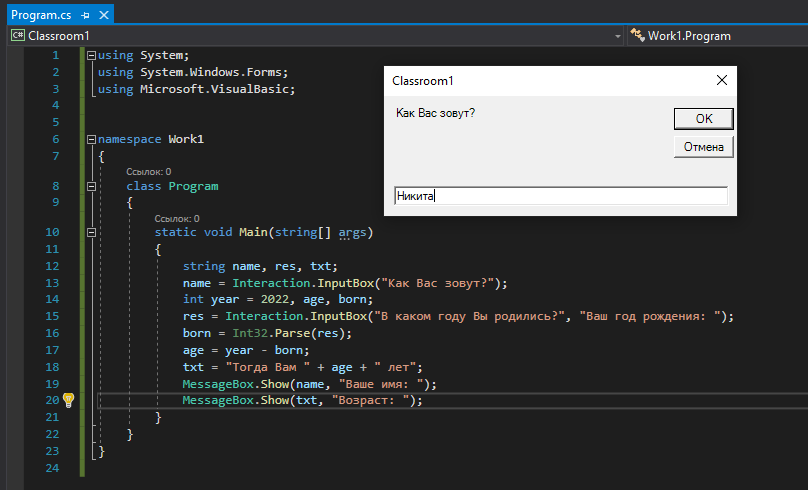 Program.cs
Classroom1
Work1.Program
1 using System;
2 using System.Windows.Forms;
3 using Microsoft.VisualBasic;
4
5
6 namespace Work1
7 {
Ссылок: 0
8 class Program
9 {
Ссылок: 0
10 static void Main(string[] args)
11 {
12 string name, res, txt;
13 name = Interaction.InputBox("Как Вас зовут?");
14 int year = 2022, age, born;
15 res = Interaction.InputBox("В каком году Вы родились?", "Ваш год рождения: ");
16 born = Int32.Parse(res);
17 age = year - born;
18 txt = "Тогда Вам " + age + " лет";
19 MessageBox.Show(name, "Ваше имя: ");
20 MessageBox.Show(txt, "Возраст: ");
21 }
22 }
23 }
24
Classroom1
Как Вас зовут?
OK
Отмена
Никита